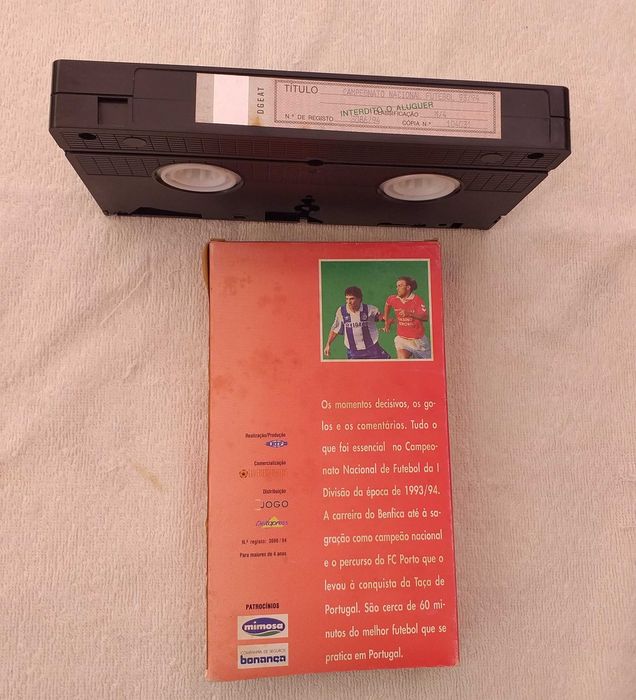 DGEAT
TÍTULO CAMPEONATO NACIONAL FUTEBOL 93/94
INTERDITO O ALUGUER
CLASSIFICAÇÃO M/4
N.º DE REGISTO 3086/94 CÓPIA N.º
Os momentos decisivos, os go-
los e os comentários. Tudo o
que foi essencial no Campeo-
nato Nacional de Futebol da I
Divisão da época de 1993/94.
A carreira do Benfica até à sa-
gração como campeão nacional
e o percurso do FC Porto que o
levou à conquista da Taça de
Portugal. São cerca de 60 mi-
nutos do melhor futebol que se
pratica em Portugal.
Realização/Produção
Comercialização
Distribuição
JOGO
N.º registo: 3086/94
Para maiores de 4 anos
PATROCÍNIOS
mimosa
COMPANHIA DE SEGUROS
bonança